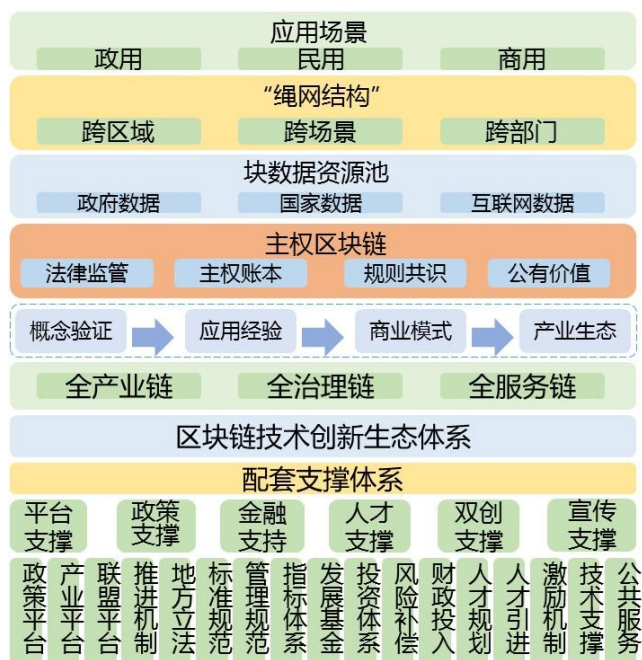 应用场景
政用 民用 商用
“绳网结构”
跨区域 跨场景 跨部门
块数据资源池
政府数据 国家数据 互联网数据
主权区块链
法律监管 主权账本 规则共识 公有价值
概念验证 应用经验 商业模式 产业生态
全产业链 全治理链 全服务链
区块链技术创新生态体系
配套支撑体系
平台支撑 政策支撑 金融支持 人才支撑 双创支撑 宣传支撑
政策平台
产业平台
联盟平台
推进机制
地方立法
标准规范
管理规范
指标体系
发展基金
投资体系
风险补偿
财政投入
人才规划
人才引进
激励机制
技术支撑
公共服务